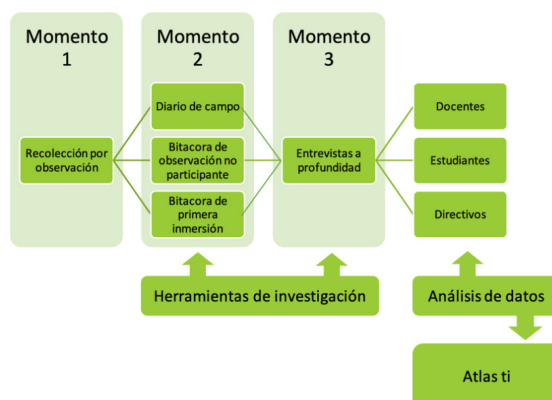 Momento
1
Momento
2
Momento
3
Recolección por
observación
Diario de campo
Bitacora de
observación no
participante
Bitacora de
primera
inmersión
Entrevistas a
profundidad
Docentes
Estudiantes
Directivos
Herramientas de investigación
Análisis de datos
Atlas ti